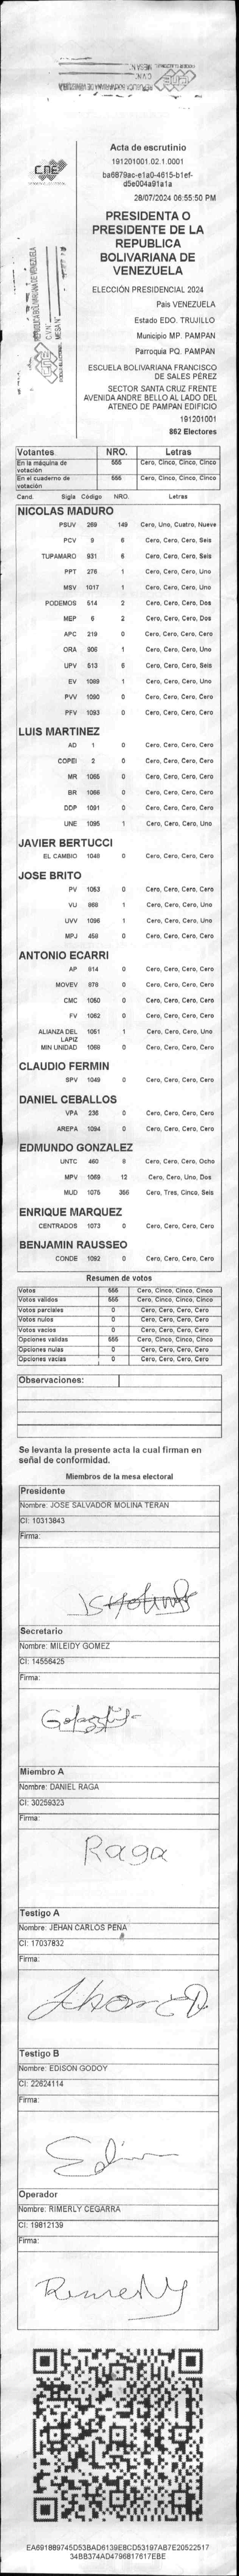 CNE
Acta de escrutinio
191201001.02.1.0001
ba6879ac-e1a0-4615-b1ef-
d5e004a91a1a
28/07/2024 06:55:50 PM
PRESIDENTA O
PRESIDENTE DE LA
REPUBLICA
BOLIVARIANA DE
VENEZUELA
ELECCIÓN PRESIDENCIAL 2024
Pais VENEZUELA
Estado EDO. TRUJILLO
Municipio MP. PAMPAN
Parroquia PQ. PAMPAN
ESCUELA BOLIVARIANA FRANCISCO
DE SALES PÉREZ
SECTOR SANTA CRUZ FRENTE
AVENIDA ANDRE BELLO AL LADO DEL
ATENEO DE PAMPAN EDIFICIO
191201001
862 Electores
Votantes NRO. Letras
En la máquina de votación 555 Cero, Cinco, Cinco, Cinco
En el cuaderno de votación 555 Cero, Cinco, Cinco, Cinco
Cand. Sigla Código NRO. Letras
NICOLAS MADURO
PSUV 269 149 Cero, Uno, Cuatro, Nueve
PCV 9 6 Cero, Cero, Cero, Seis
TUPAMARO 931 6 Cero, Cero, Cero, Seis
PPT 276 1 Cero, Cero, Cero, Uno
MSV 1017 1 Cero, Cero, Cero, Uno
PODEMOS 514 2 Cero, Cero, Cero, Dos
MEP 6 2 Cero, Cero, Cero, Dos
APC 219 0 Cero, Cero, Cero, Cero
ORA 906 1 Cero, Cero, Cero, Uno
UPV 513 6 Cero, Cero, Cero, Seis
EV 1089 1 Cero, Cero, Cero, Uno
PVV 1090 0 Cero, Cero, Cero, Cero
PFV 1093 0 Cero, Cero, Cero, Cero
LUIS MARTINEZ
AD 1 0 Cero, Cero, Cero, Cero
COPEI 2 0 Cero, Cero, Cero, Cero
MR 1065 0 Cero, Cero, Cero, Cero
BR 1066 0 Cero, Cero, Cero, Cero
DDP 1091 0 Cero, Cero, Cero, Cero
UNE 1095 1 Cero, Cero, Cero, Uno
JAVIER BERTUCCI
EL CAMBIO 1048 0 Cero, Cero, Cero, Cero
JOSE BRITO
PV 1053 0 Cero, Cero, Cero, Cero
VU 868 1 Cero, Cero, Cero, Uno
UVV 1096 1 Cero, Cero, Cero, Uno
MPJ 458 0 Cero, Cero, Cero, Cero
ANTONIO ECARRI
AP 814 0 Cero, Cero, Cero, Cero
MOVEV 878 0 Cero, Cero, Cero, Cero
CMC 1050 0 Cero, Cero, Cero, Cero
FV 1052 0 Cero, Cero, Cero, Cero
ALIANZA DEL LAPIZ 1051 1 Cero, Cero, Cero, Uno
MIN UNIDAD 1069 0 Cero, Cero, Cero, Cero
CLAUDIO FERMIN
SPV 1049 0 Cero, Cero, Cero, Cero
DANIEL CEBALLOS
VPA 236 0 Cero, Cero, Cero, Cero
AREPA 1094 0 Cero, Cero, Cero, Cero
EDMUNDO GONZALEZ
UNTC 460 8 Cero, Cero, Cero, Ocho
MPV 1089 12 Cero, Cero, Uno, Dos
MUD 1075 356 Cero, Tres, Cinco, Seis
ENRIQUE MARQUEZ
CENTRADOS 1073 0 Cero, Cero, Cero, Cero
BENJAMIN RAUSSEO
CONDE 1092 0 Cero, Cero, Cero, Cero
Resumen de votos
Votos 555 Cero, Cinco, Cinco, Cinco
Votos validos 555 Cero, Cinco, Cinco, Cinco
Votos parciales 0 Cero, Cero, Cero, Cero
Votos nulos 0 Cero, Cero, Cero, Cero
Votos vacios 0 Cero, Cero, Cero, Cero
Opciones validas 555 Cero, Cinco, Cinco, Cinco
Opciones nulas 0 Cero, Cero, Cero, Cero
Opciones vacias 0 Cero, Cero, Cero, Cero
Observaciones:
Se levanta la presente acta la cual firman en
señal de conformidad.
Miembros de la mesa electoral
Presidente
Nombre: JOSE SALVADOR MOLINA TERAN
CI: 10313843
Firma:
Secretario
Nombre: MILEIDY GOMEZ
CI: 14556425
Firma:
Miembro A
Nombre: DANIEL RAGA
CI: 30259323
Firma:
Raga
Testigo A
Nombre: JEHAN CARLOS PEÑA
CI: 17037832
Firma:
Testigo B
Nombre: EDISON GODOY
CI: 22624114
Firma:
Operador
Nombre: RIMERLY CEGARRA
CI: 19812139
Firma:
EA691889745D53BAD6139E8CD53197AB7E20522517
34BB374AD4796817617EBE